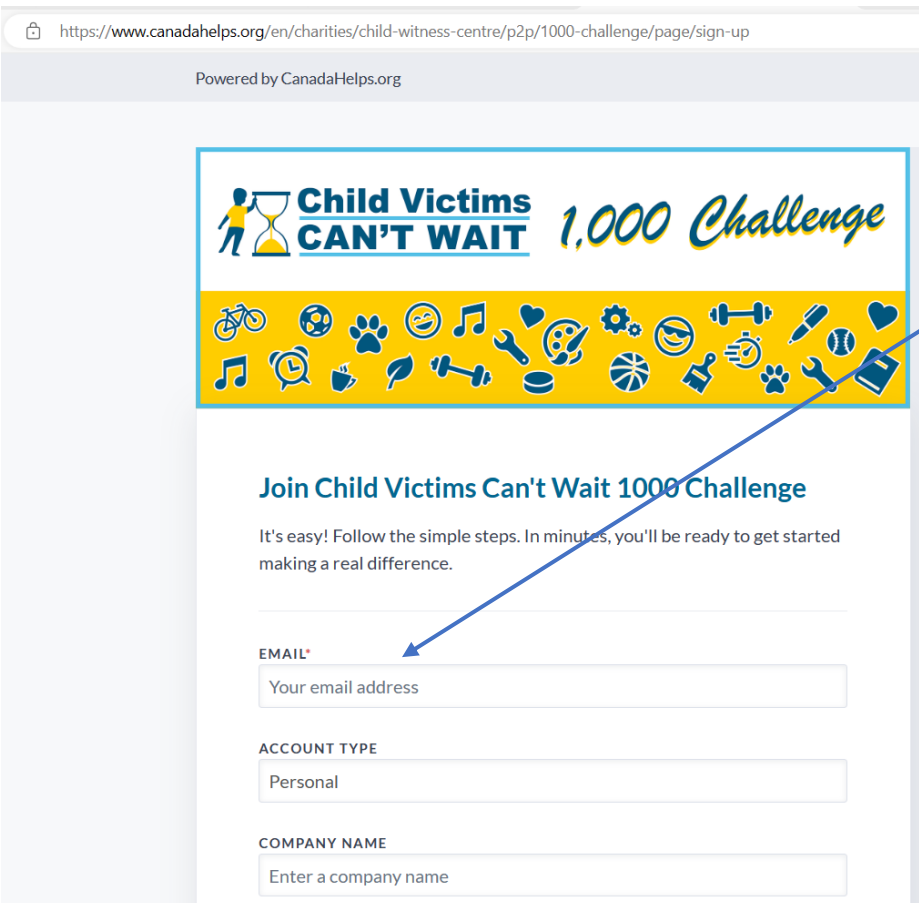 https://www.canadahelps.org/en/charities/child-witness-centre/p2p/1000-challenge/page/sign-up
Powered by CanadaHelps.org
Child Victims
CAN'T WAIT
1,000 Challenge
Join Child Victims Can't Wait 1000 Challenge
It's easy! Follow the simple steps. In minutes, you'll be ready to get started
making a real difference.
EMAIL*
Your email address
ACCOUNT TYPE
Personal
COMPANY NAME
Enter a company name